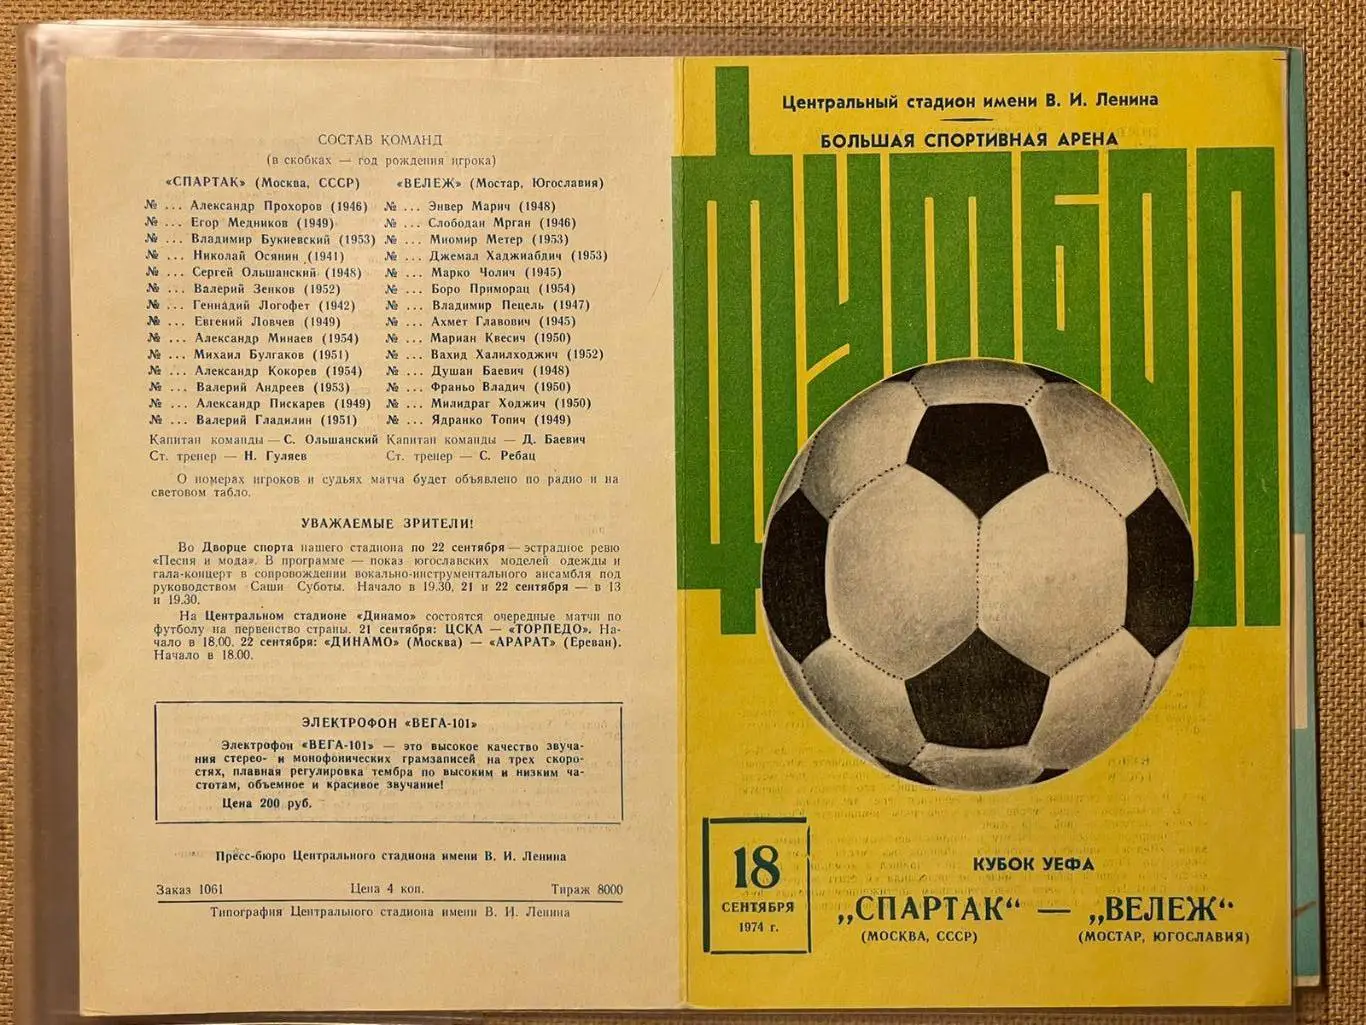 СОСТАВ КОМАНД
(в скобках — год рождения игрока)
«СПАРТАК» (Москва, СССР)
№ ... Александр Прохоров (1946)
№ ... Егор Медников (1949)
№ ... Владимир Букиевский (1953)
№ ... Николай Осянин (1941)
№ ... Сергей Ольшанский (1948)
№ ... Валерий Зенков (1952)
№ ... Геннадий Логофет (1942)
№ ... Евгений Ловчев (1949)
№ ... Александр Минаев (1954)
№ ... Михаил Булгаков (1951)
№ ... Александр Кокорев (1954)
№ ... Валерий Андреев (1953)
№ ... Александр Пискарев (1949)
№ ... Валерий Гладилин (1951)
Капитан команды — С. Ольшанский
Ст. тренер — Н. Гуляев
«ВЕЛЕЖ» (Мостар, Югославия)
№ ... Энвер Марич (1948)
№ ... Слободан Мрган (1946)
№ ... Миомир Метер (1953)
№ ... Джемал Хаджиабдич (1953)
№ ... Марко Чолич (1945)
№ ... Боро Приморац (1954)
№ ... Владимир Пецель (1947)
№ ... Ахмет Главович (1945)
№ ... Мариан Квесич (1950)
№ ... Вахид Халилходжич (1952)
№ ... Душан Баевич (1948)
№ ... Франьо Владич (1950)
№ ... Милидраг Ходжич (1950)
№ ... Ядранко Топич (1949)
Капитан команды — Д. Баевич
Ст. тренер — С. Ребац
О номерах игроков и судьях матча будет объявлено по радио и на
световом табло.
УВАЖАЕМЫЕ ЗРИТЕЛИ!
Во Дворце спорта нашего стадиона по 22 сентября — эстрадное ревю
«Песня и мода». В программе — показ югославских моделей одежды и
гала-концерт в сопровождении вокально-инструментального ансамбля под
руководством Саши Суботы. Начало в 19.30. 21 и 22 сентября — в 13
и 19.30.
На Центральном стадионе «Динамо» состоятся очередные матчи по
футболу на первенство страны. 21 сентября: ЦСКА — «ТОРПЕДО». На-
чало в 18.00. 22 сентября: «ДИНАМО» (Москва) — «АРАРАТ» (Ереван).
Начало в 18.00.
ЭЛЕКТРОФОН «ВЕГА-101»
Электрофон «ВЕГА-101» — это высокое качество звуча-
ния стерео- и монофонических грамзаписей на трех скоро-
стях, плавная регулировка тембра по высоким и низким ча-
стотам, объемное и красивое звучание!
Цена 200 руб.
Пресс-бюро Центрального стадиона имени В. И. Ленина
Заказ 1061 Цена 4 коп. Тираж 8000
Типография Центрального стадиона имени В. И. Ленина
Центральный стадион имени В. И. Ленина
БОЛЬШАЯ СПОРТИВНАЯ АРЕНА
ФУТБОЛ
18
СЕНТЯБРЯ
1974 г.
КУБОК УЕФА
„СПАРТАК“ — „ВЕЛЕЖ“
(МОСКВА, СССР) (МОСТАР, ЮГОСЛАВИЯ)